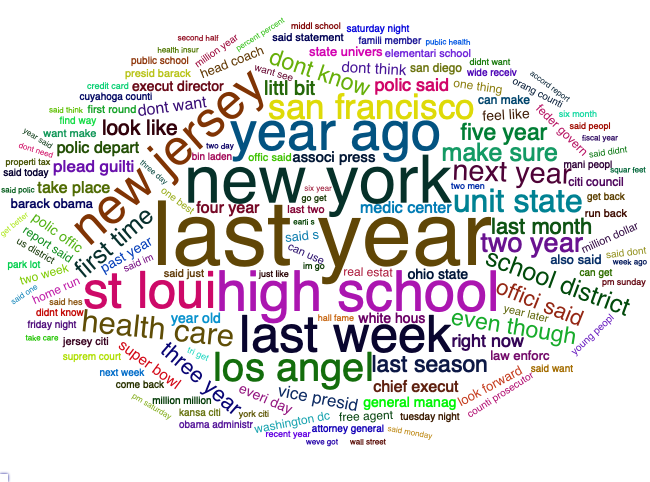 middl school
second half
percent percent
saturday night
said statement
famili member
health insur
million year
public health
state univers
elementari school
public school
head coach
dont know
didnt want
presid barack
want see
dont think
san diego
wide receiv
accord report
credit card
execut director
littl bit
polic said
one thing
orang counti
cuyahoga counti
san francisco
can make
said think
first round
dont want
feel like
feder govern
six month
find way
new jersey
year ago
five year
said peopl
want make
look like
fiscal year
year said
polic depart
two day
make sure
said didnt
dont need
bin laden
offic said
associ press
properti tax
plead guilti
three day
next year
mani peopl
squar feet
said today
new york
citi council
said polic
take place
six year
two men
go get
unit state
get back
barack obama
one best
four year
last two
medic center
run back
get better
polic offic
last year
earli s
last month
million dollar
report said
first time
said s
two year
us district
past year
can use
also said
said dont
park lot
said im
im go
school district
week ago
two week
said just
just like
real estat
ohio state
can get
said one
home run
st loui
high school
offici said
pm sunday
said hes
didnt know
year old
hall fame
white hous
year later
friday night
health care
last week
even though
young peopl
take care
jersey citi
right now
suprem court
super bowl
tri get
law enforc
three year
los angel
last season
next week
look forward
said want
come back
chief execut
counti prosecutor
pm saturday
million million
everi day
vice presid
general manag
kansa citi
york citi
free agent
tuesday night
obama administr
washington dc
recent year
attorney general
said monday
weve got
wall street